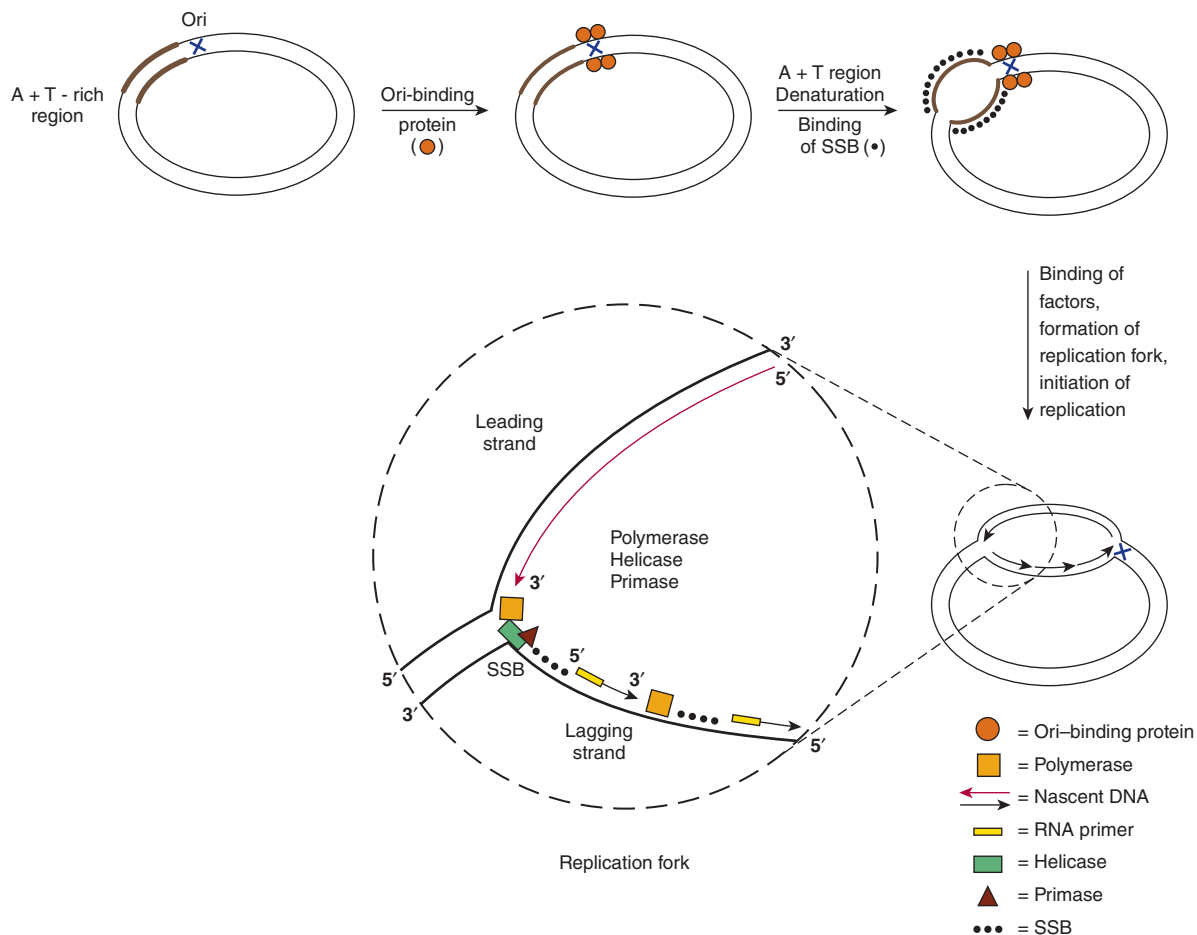 Ori
A + T - rich
region
Ori-binding
protein
( )
A + T region
Denaturation
Binding
of SSB (•)
Binding of
factors,
formation of
replication fork,
initiation of
replication
3′
5′
Leading
strand
Polymerase
Helicase
Primase
3′
5′
3′
SSB
5′
3′
Lagging
strand
5′
Replication fork
= Ori–binding protein
= Polymerase
= Nascent DNA
= RNA primer
= Helicase
= Primase
= SSB